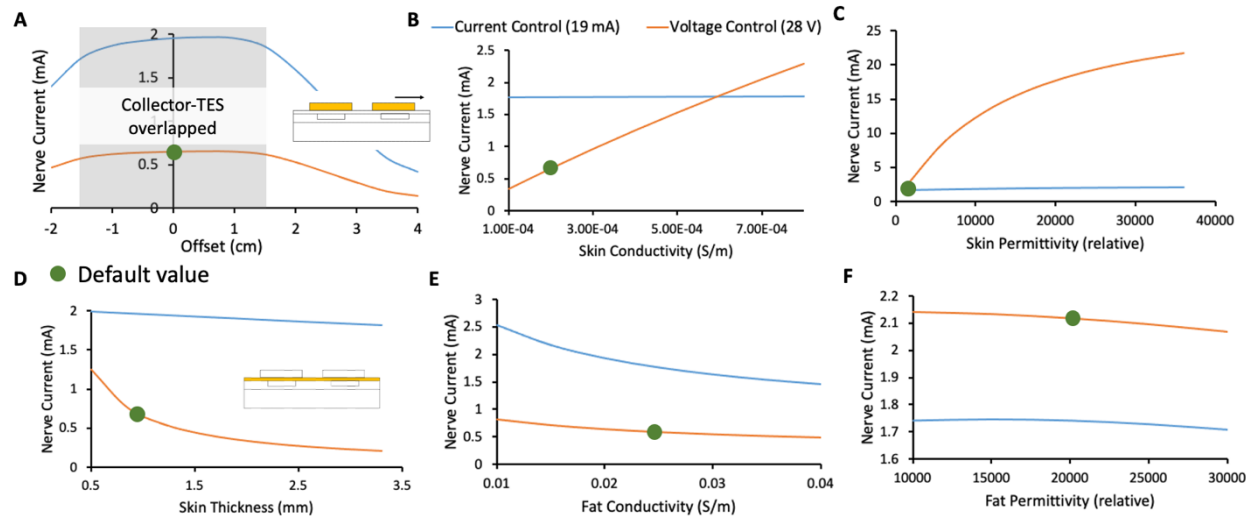 A
Nerve Current (mA)
2
1.5
1
0.5
0
Collector-TES
overlapped
-2
-1
0
1
2
3
4
Offset (cm)
B
Current Control (19 mA)
Voltage Control (28 V)
Nerve Current (mA)
2.5
2
1.5
1
0.5
0
1.00E-04
3.00E-04
5.00E-04
7.00E-04
Skin Conductivity (S/m)
C
Nerve Current (mA)
25
20
15
10
5
0
0
10000
20000
30000
40000
Skin Permittivity (relative)
Default value
D
Nerve Current (mA)
2
1.5
1
0.5
0
0.5
1.5
2.5
3.5
Skin Thickness (mm)
E
Nerve Current (mA)
3
2.5
2
1.5
1
0.5
0
0.01
0.02
0.03
0.04
Fat Conductivity (S/m)
F
Nerve Current (mA)
2.2
2.1
2
1.9
1.8
1.7
1.6
10000
15000
20000
25000
30000
Fat Permittivity (relative)